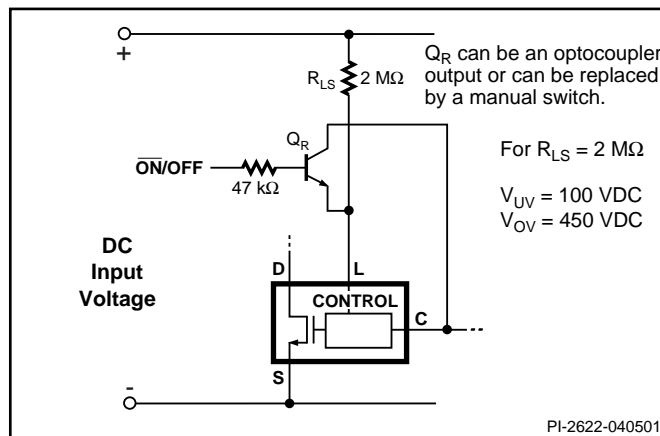 +
R_LS 2 MΩ
Q_R can be an optocoupler
output or can be replaced
by a manual switch.
Q_R
For R_LS = 2 MΩ
ON/OFF
47 kΩ
V_UV = 100 VDC
V_OV = 450 VDC
DC
Input
Voltage
D
L
CONTROL
C
S
-
PI-2622-040501